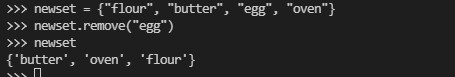 >>> newset = {"flour", "butter", "egg", "oven"}
>>> newset.remove("egg")
>>> newset
{'butter', 'oven', 'flour'}
>>>